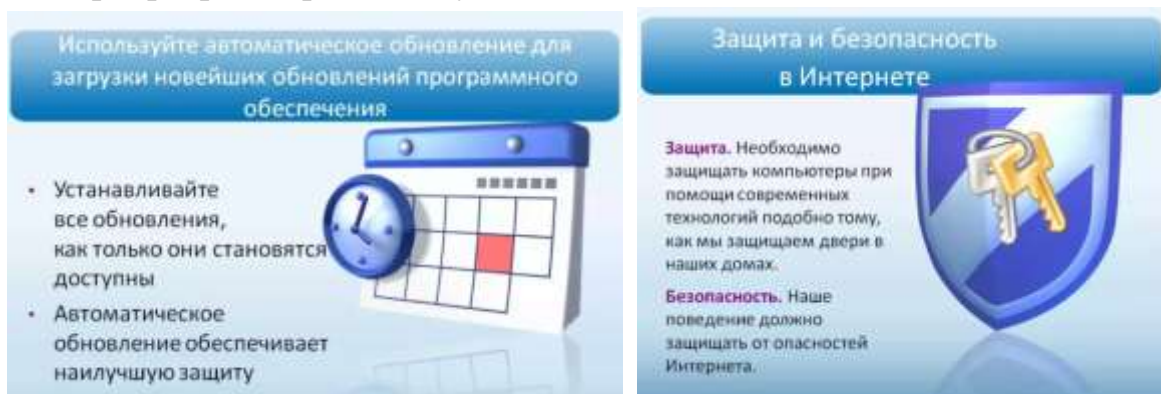 Используйте автоматическое обновление для
загрузки новейших обновлений программного
обеспечения
• Устанавливайте
все обновления,
как только они становятся
доступны
• Автоматическое
обновление обеспечивает
наилучшую защиту
Защита и безопасность
в Интернете
Защита. Необходимо
защищать компьютеры при
помощи современных
технологий подобно тому,
как мы защищаем двери в
наших домах.
Безопасность. Наше
поведение должно
защищать от опасностей
Интернета.